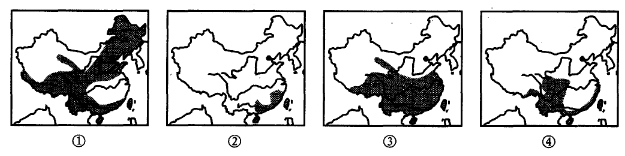 ① ② ③ ④